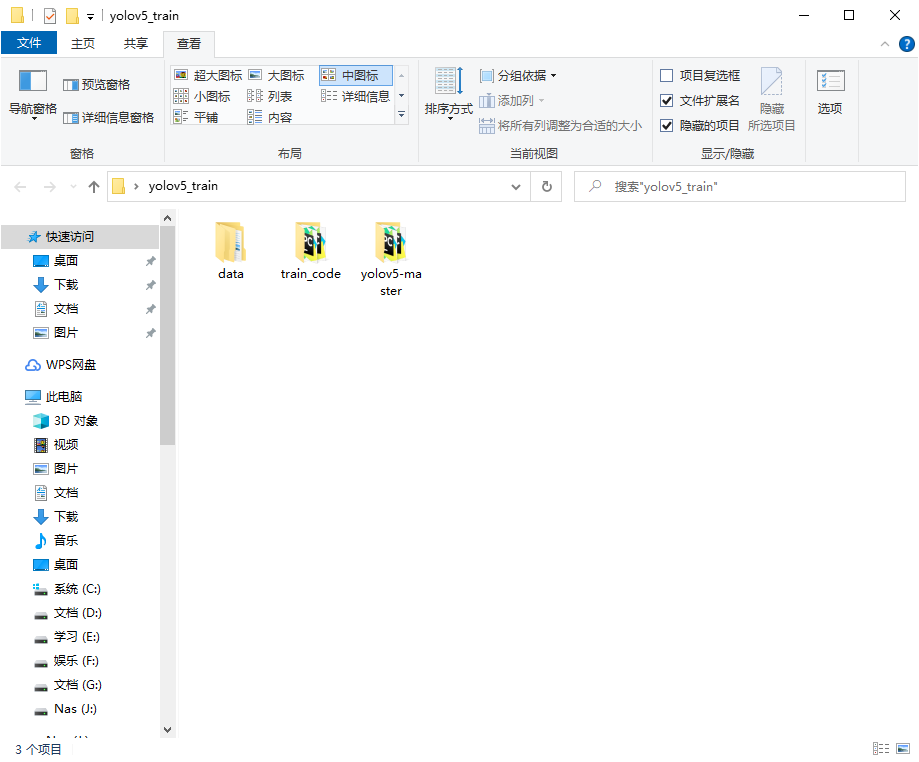 yolov5_train
文件 主页 共享 查看
导航窗格 预览窗格 详细信息窗格
窗格
超大图标 大图标 中图标
小图标 列表 详细信息
平铺 内容
布局
排序方式 分组依据
添加列
将所有列调整为合适的大小
当前视图
项目复选框
文件扩展名
隐藏的项目
隐藏
所选项目
显示/隐藏
选项
yolov5_train
搜索"yolov5_train"
快速访问
桌面
下载
文档
图片
WPS网盘
此电脑
3D 对象
视频
图片
文档
下载
音乐
桌面
系统 (C:)
文档 (D:)
学习 (E:)
娱乐 (F:)
文档 (G:)
Nas (J:)
data
train_code
yolov5-ma
ster
3 个项目